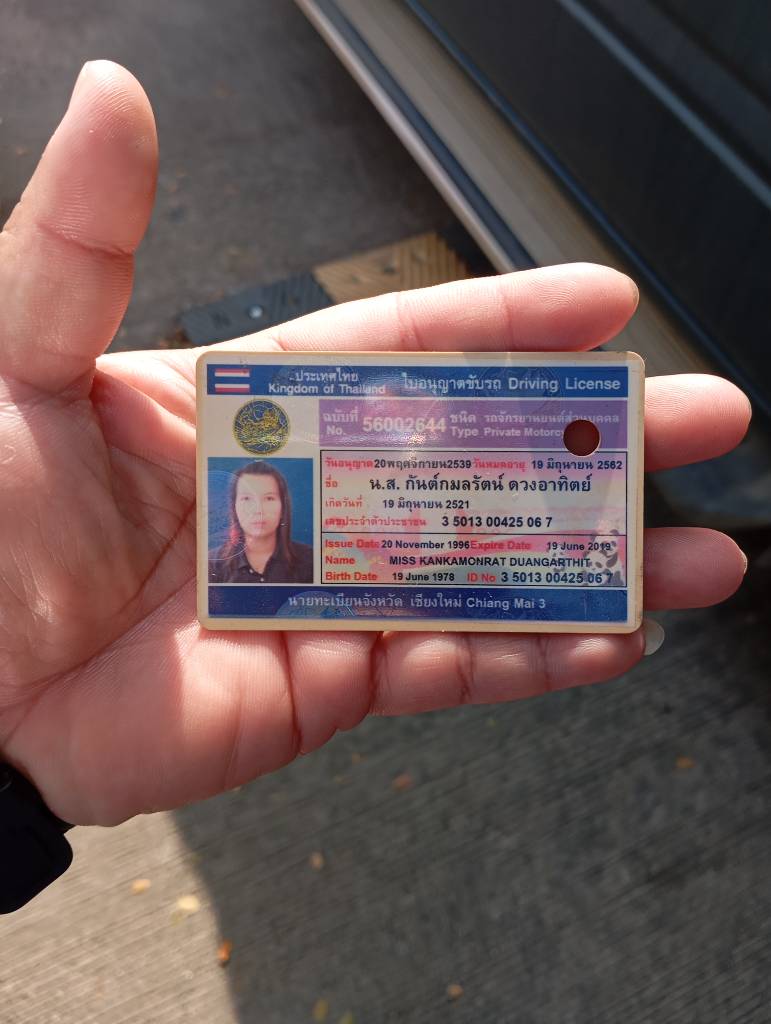 ประเทศไทย ใบอนุญาตขับรถ Driving License
Kingdom of Thailand
ฉบับที่ 56002644 ชนิด รถจักรยานยนต์ส่วนบุคคล
No. Type Private Motorc
วันอนุญาต 20 พฤศจิกายน 2539 วันหมดอายุ 19 มิถุนายน 2562
ชื่อ น.ส. กันต์กมลรัตน์ ดวงอาทิตย์
เกิดวันที่ 19 มิถุนายน 2521
เลขประจำตัวประชาชน 3 5013 00425 06 7
Issue Date 20 November 1996 Expire Date 19 June 2019
Name MISS KANKAMONRAT DUANGARTHIT
Birth Date 19 June 1978 ID No 3 5013 00425 06 7
นายทะเบียนจังหวัด เชียงใหม่ Chiang Mai 3